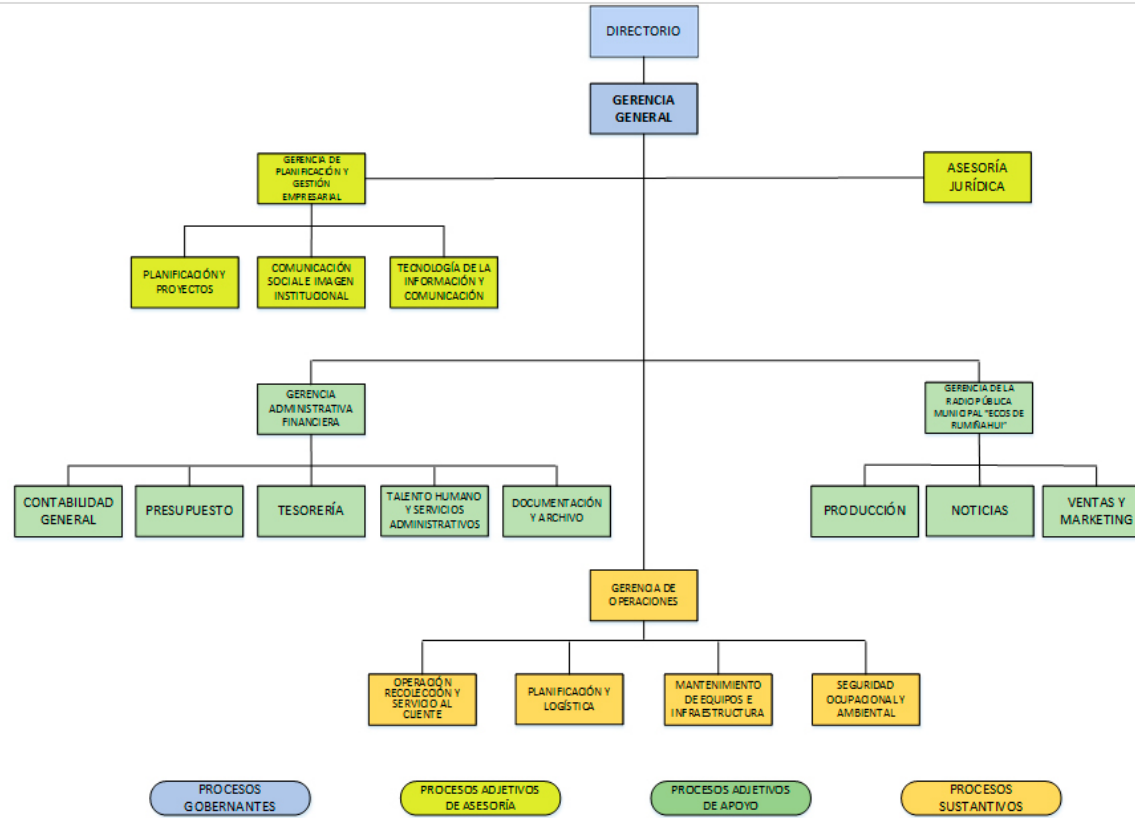 DIRECTORIO
GERENCIA
GENERAL
GERENCIA DE
PLANIFICACIÓN Y
GESTIÓN
EMPRESARIAL
ASESORÍA
JURÍDICA
PLANIFICACIÓN Y
PROYECTOS
COMUNICACIÓN
SOCIAL E IMAGEN
INSTITUCIONAL
TECNOLOGÍA DE LA
INFORMACIÓN Y
COMUNICACIÓN
GERENCIA
ADMINISTRATIVA
FINANCIERA
GERENCIA DE LA
RADIO PÚBLICA
MUNICIPAL "ECOS DE
RUMIÑAHUI"
CONTABILIDAD
GENERAL
PRESUPUESTO
TESORERÍA
TALENTO HUMANO
Y SERVICIOS
ADMINISTRATIVOS
DOCUMENTACIÓN
Y ARCHIVO
PRODUCCIÓN
NOTICIAS
VENTAS Y
MARKETING
GERENCIA DE
OPERACIONES
OPERACIÓN
RECOLECCIÓN Y
SERVICIO AL
CLIENTE
PLANIFICACIÓN Y
LOGÍSTICA
MANTENIMIENTO
DE EQUIPOS E
INFRAESTRUCTURA
SEGURIDAD
OCUPACIONAL Y
AMBIENTAL
PROCESOS
GOBERNANTES
PROCESOS ADJETIVOS
DE ASESORÍA
PROCESOS ADJETIVOS
DE APOYO
PROCESOS
SUSTANTIVOS